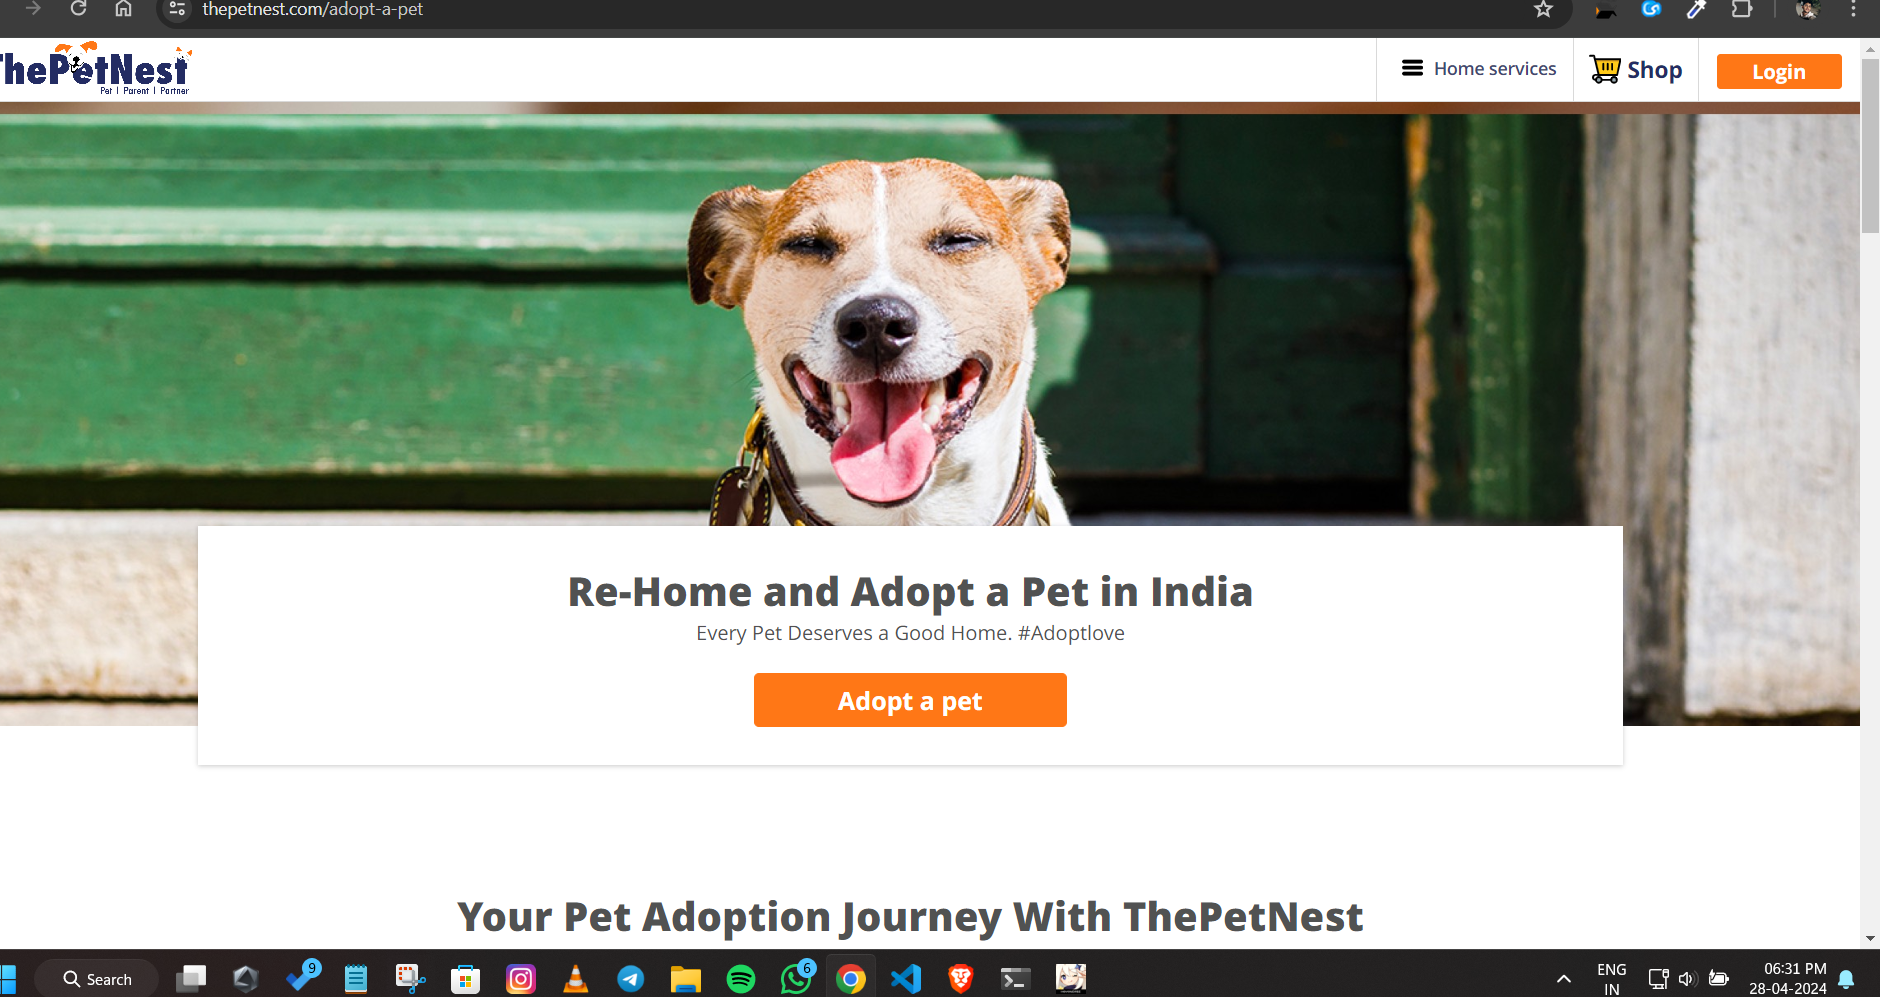 thepetnest.com/adopt-a-pet
ThePetNest
Pet | Parent | Partner
Home services
Shop
Login
Re-Home and Adopt a Pet in India
Every Pet Deserves a Good Home. #Adoptlove
Adopt a pet
Your Pet Adoption Journey With ThePetNest
Search
9
6
ENG
IN
06:31 PM
28-04-2024